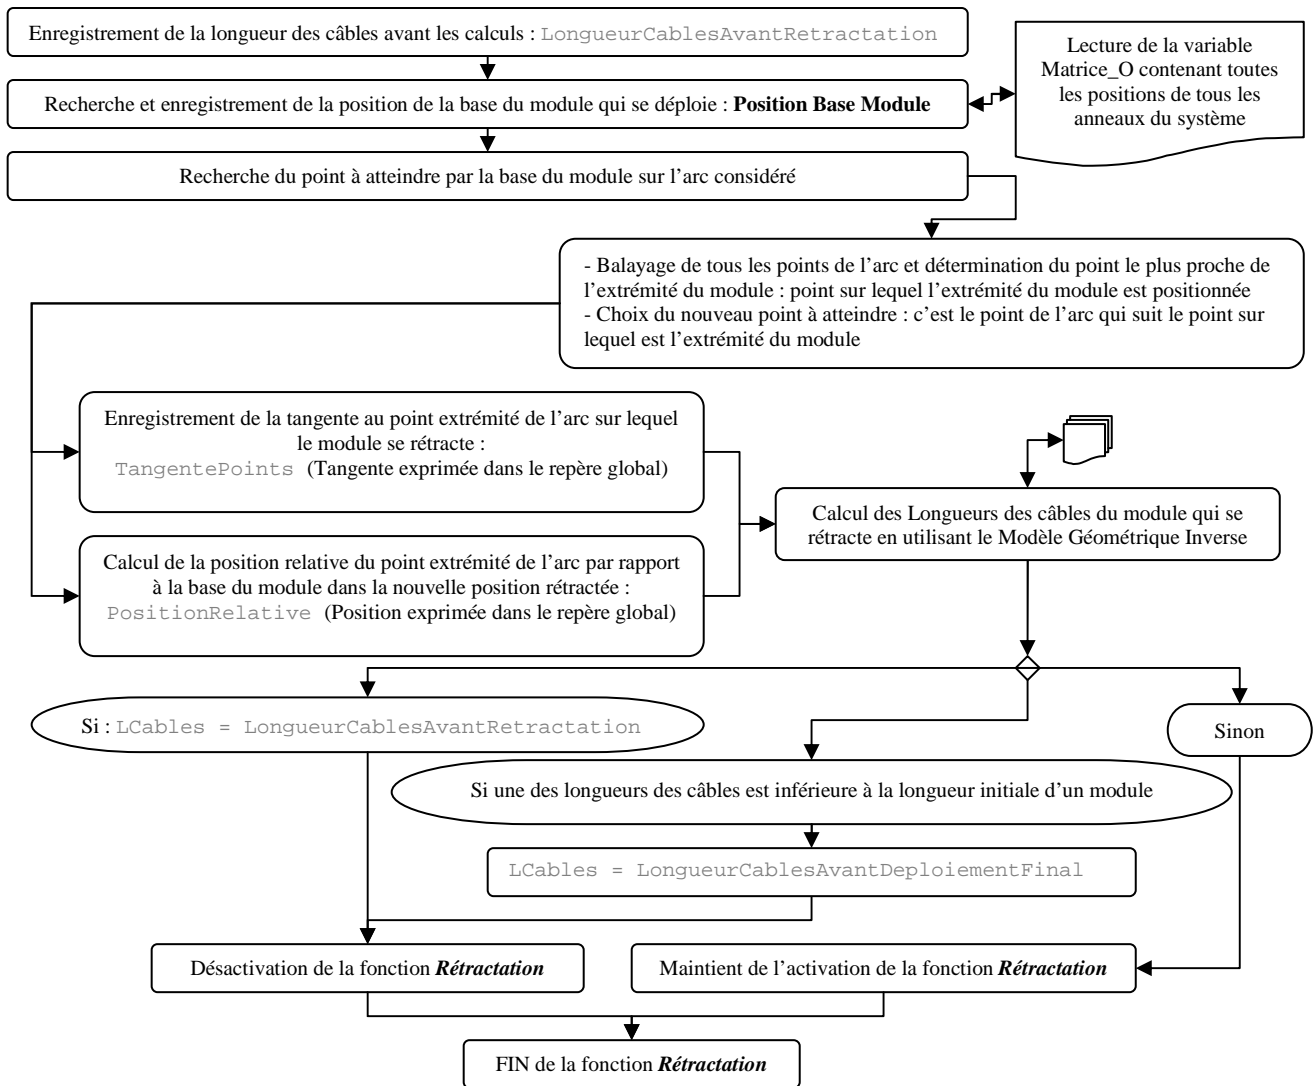 Enregistrement de la longueur des câbles avant les calculs : LongueurCablesAvantRetractation
Lecture de la variable
Matrice_O contenant toutes
les positions de tous les
anneaux du système
Recherche et enregistrement de la position de la base du module qui se déploie : Position Base Module
Recherche du point à atteindre par la base du module sur l’arc considéré
- Balayage de tous les points de l’arc et détermination du point le plus proche de
l’extrémité du module : point sur lequel l’extrémité du module est positionnée
- Choix du nouveau point à atteindre : c’est le point de l’arc qui suit le point sur
lequel est l’extrémité du module
Enregistrement de la tangente au point extrémité de l’arc sur lequel
le module se rétracte :
TangentePoints (Tangente exprimée dans le repère global)
Calcul de la position relative du point extrémité de l’arc par rapport
à la base du module dans la nouvelle position rétractée :
PositionRelative (Position exprimée dans le repère global)
Calcul des Longueurs des câbles du module qui se
rétracte en utilisant le Modèle Géométrique Inverse
Si : LCables = LongueurCablesAvantRetractation
Sinon
Si une des longueurs des câbles est inférieure à la longueur initiale d’un module
LCables = LongueurCablesAvantDeploiementFinal
Désactivation de la fonction Rétractation
Maintient de l’activation de la fonction Rétractation
FIN de la fonction Rétractation